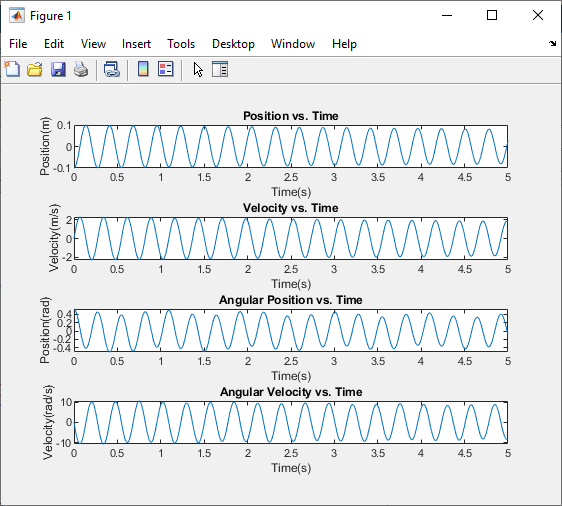 Figure 1
File Edit View Insert Tools Desktop Window Help
Position vs. Time
Position(m)
0.1
0
-0.1
0 0.5 1 1.5 2 2.5 3 3.5 4 4.5 5
Time(s)
Velocity vs. Time
Velocity(m/s)
2
0
-2
0 0.5 1 1.5 2 2.5 3 3.5 4 4.5 5
Time(s)
Angular Position vs. Time
Position(rad)
0.4
0.2
0
-0.2
-0.4
0 0.5 1 1.5 2 2.5 3 3.5 4 4.5 5
Time(s)
Angular Velocity vs. Time
Velocity(rad/s)
10
0
-10
0 0.5 1 1.5 2 2.5 3 3.5 4 4.5 5
Time(s)